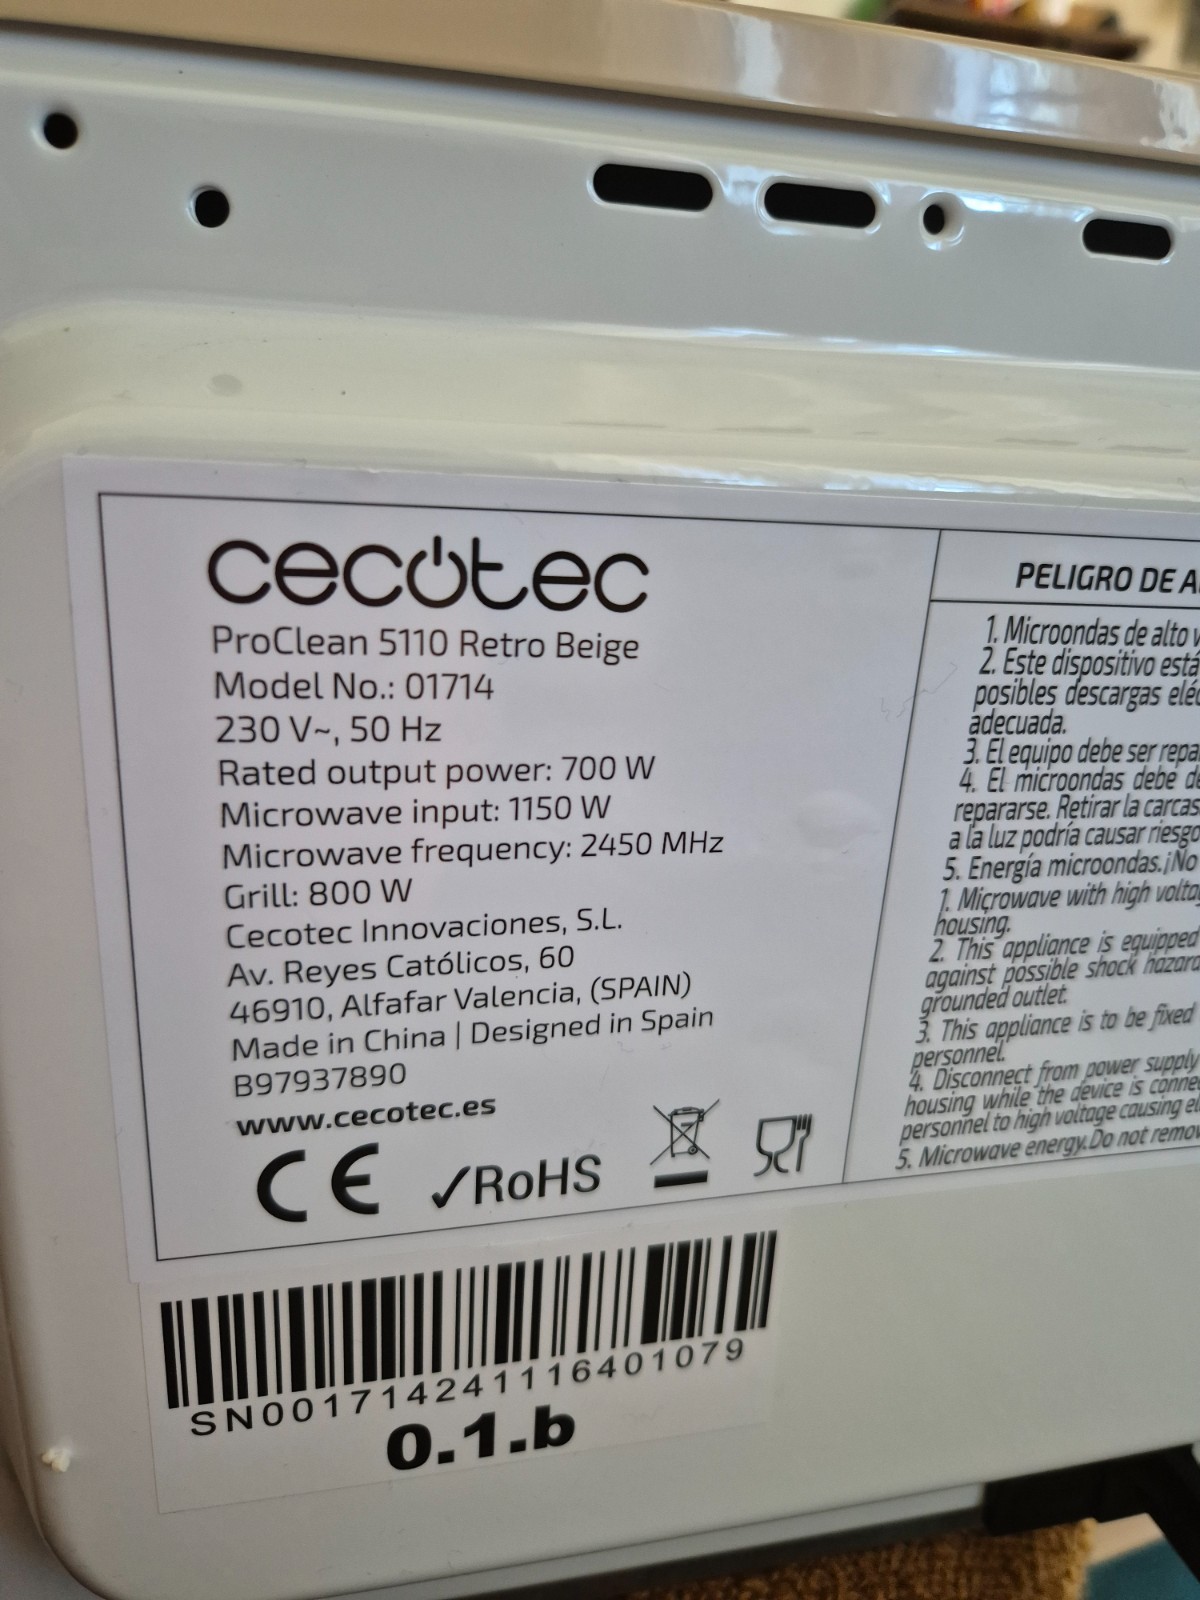 cecotec
ProClean 5110 Retro Beige
Model No.: 01714
230 V~, 50 Hz
Rated output power: 700 W
Microwave input: 1150 W
Microwave frequency: 2450 MHz
Grill: 800 W
Cecotec Innovaciones, S.L.
Av. Reyes Católicos, 60
46910, Alfafar Valencia, (SPAIN)
Made in China | Designed in Spain
B97937890
www.cecotec.es
CE ✓RoHS
PELIGRO DE
1. Microondas de alto
2. Este dispositivo está
posibles descargas
adecuada.
3. El equipo debe ser
4. El microondas debe
repararse. Retirar la
a la luz podría causar
5. Energía microondas.¡No
1. Microwave with high
housing.
2. This appliance is equipped
against possible shock
grounded outlet.
3. This appliance is to be fixed
personnel.
4. Disconnect from power supply
housing while the device is
personnel to high voltage causing
5. Microwave energy.Do not
SN00171424111640​1079
0.1.b